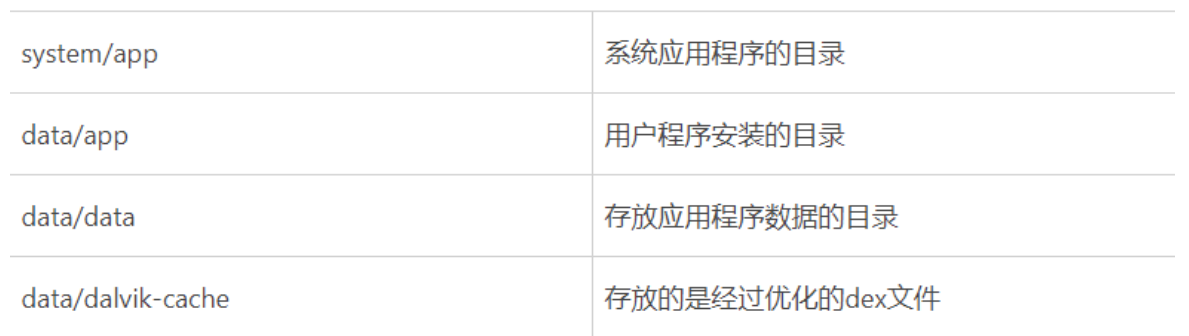 system/app
系统应用程序的目录
data/app
用户程序安装的目录
data/data
存放应用程序数据的目录
data/dalvik-cache
存放的是经过优化的dex文件